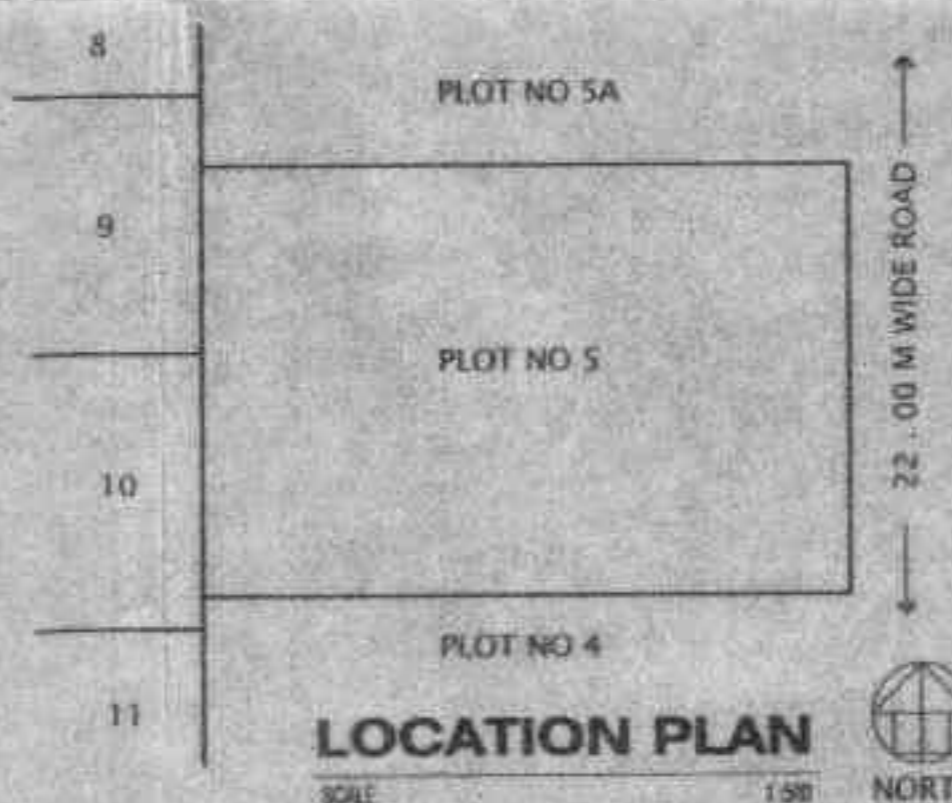 8
PLOT NO 5A
9
22.00 M WIDE ROAD
PLOT NO 5
10
PLOT NO 4
11
LOCATION PLAN
SCALE 1:500
NORT